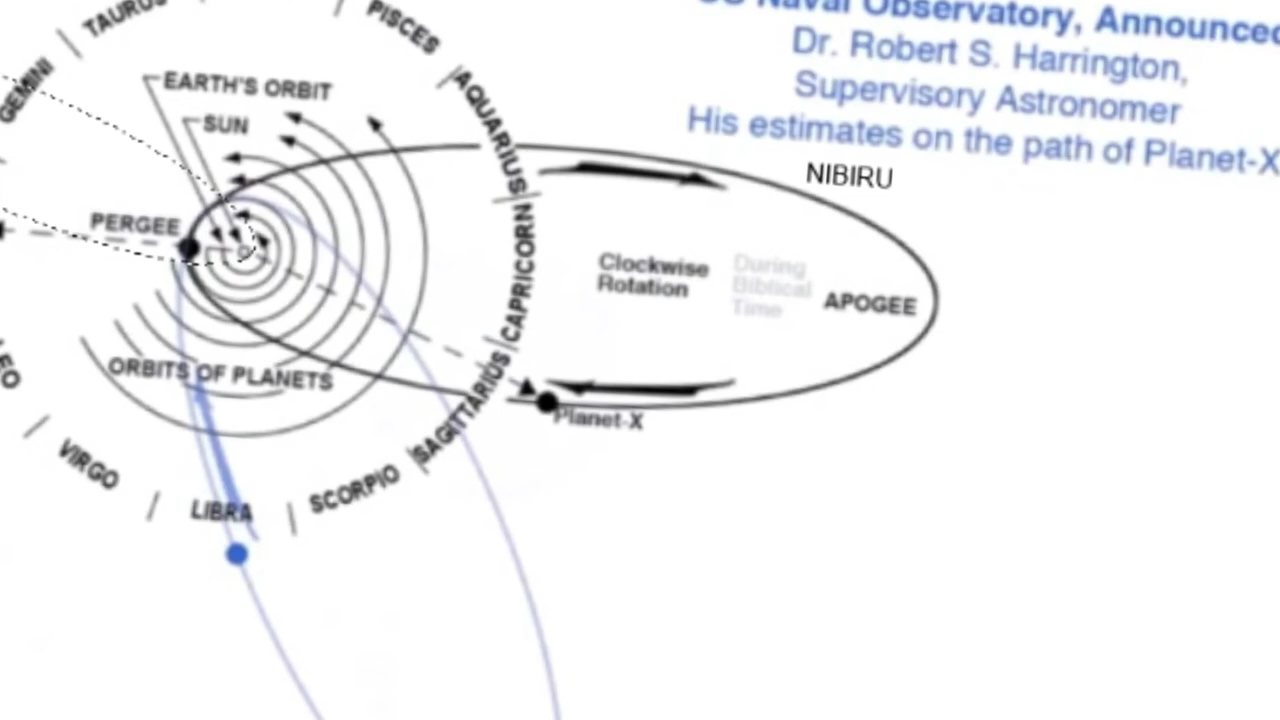 Naval Observatory, Announced
Dr. Robert S. Harrington,
Supervisory Astronomer
His estimates on the path of Planet-X
TAURUS
PISCES
GEMINI
AQUARIUS
EARTH'S ORBIT
SUN
NIBIRU
PERGEE
CAPRICORN
Clockwise
Rotation
During
Biblical
Time
APOGEE
ORBITS OF PLANETS
Planet-X
SAGITTARIUS
SCORPIO
LIBRA
VIRGO